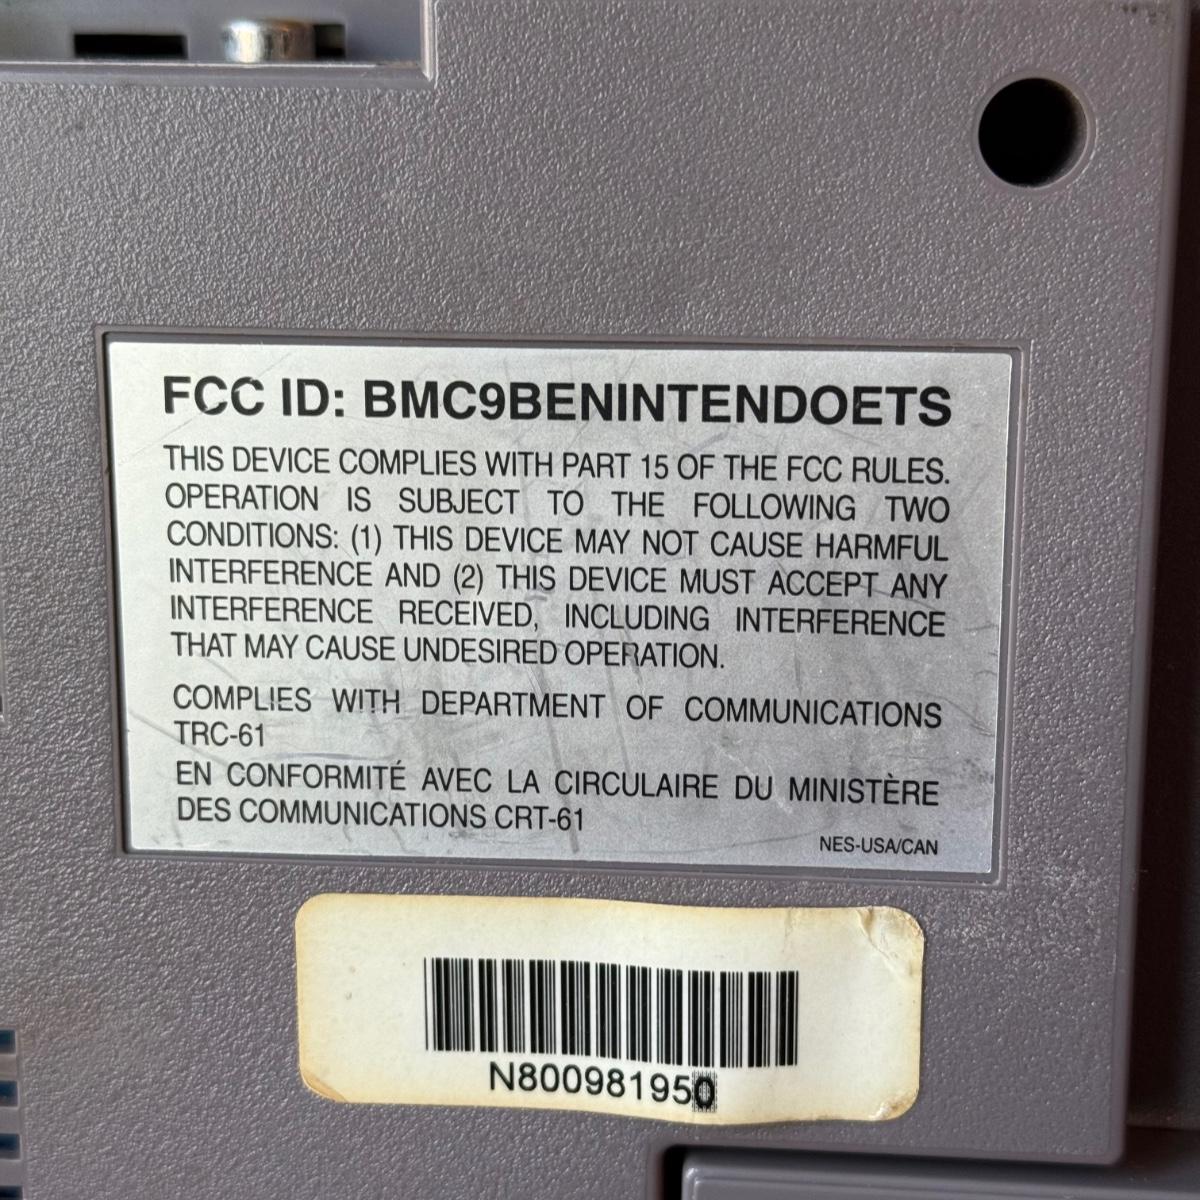 FCC ID: BMC9BENINTENDOETS
THIS DEVICE COMPLIES WITH PART 15 OF THE FCC RULES.
OPERATION IS SUBJECT TO THE FOLLOWING TWO
CONDITIONS: (1) THIS DEVICE MAY NOT CAUSE HARMFUL
INTERFERENCE AND (2) THIS DEVICE MUST ACCEPT ANY
INTERFERENCE RECEIVED, INCLUDING INTERFERENCE
THAT MAY CAUSE UNDESIRED OPERATION.
COMPLIES WITH DEPARTMENT OF COMMUNICATIONS
TRC-61
EN CONFORMITÉ AVEC LA CIRCULAIRE DU MINISTÈRE
DES COMMUNICATIONS CRT-61
NES-USA/CAN
N800981950